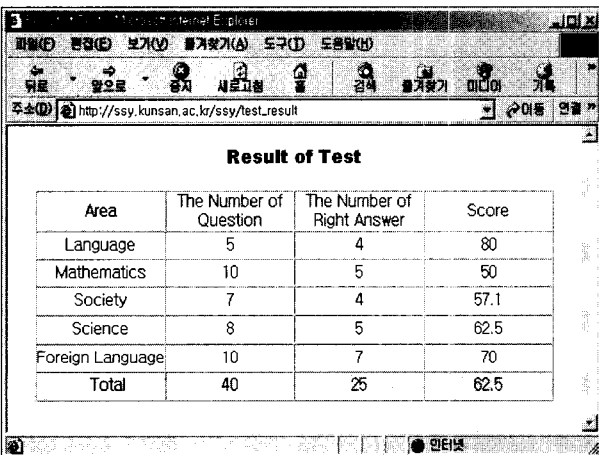 Microsoft Internet Explorer
파일(F) 편집(E) 보기(V) 즐겨찾기(A) 도구(T) 도움말(H)
뒤로 앞으로 중지 새로고침 홈 검색 즐겨찾기 미디어 기록
주소(D) http://ssy.kunsan.ac.kr/ssy/test_result 이동 연결 »
Result of Test
Area The Number of Question The Number of Right Answer Score
Language 5 4 80
Mathematics 10 5 50
Society 7 4 57.1
Science 8 5 62.5
Foreign Language 10 7 70
Total 40 25 62.5
인터넷